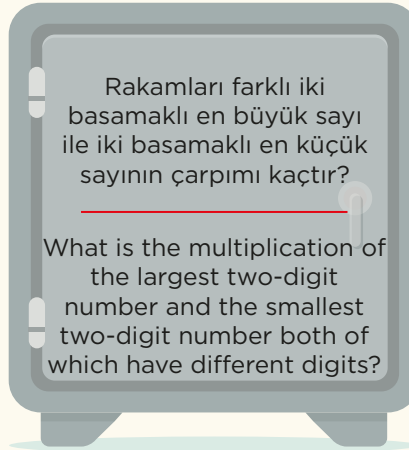 Rakamları farklı iki
basamaklı en büyük sayı
ile iki basamaklı en küçük
sayının çarpımı kaçtır?
What is the multiplication of
the largest two-digit
number and the smallest
two-digit number both of
which have different digits?